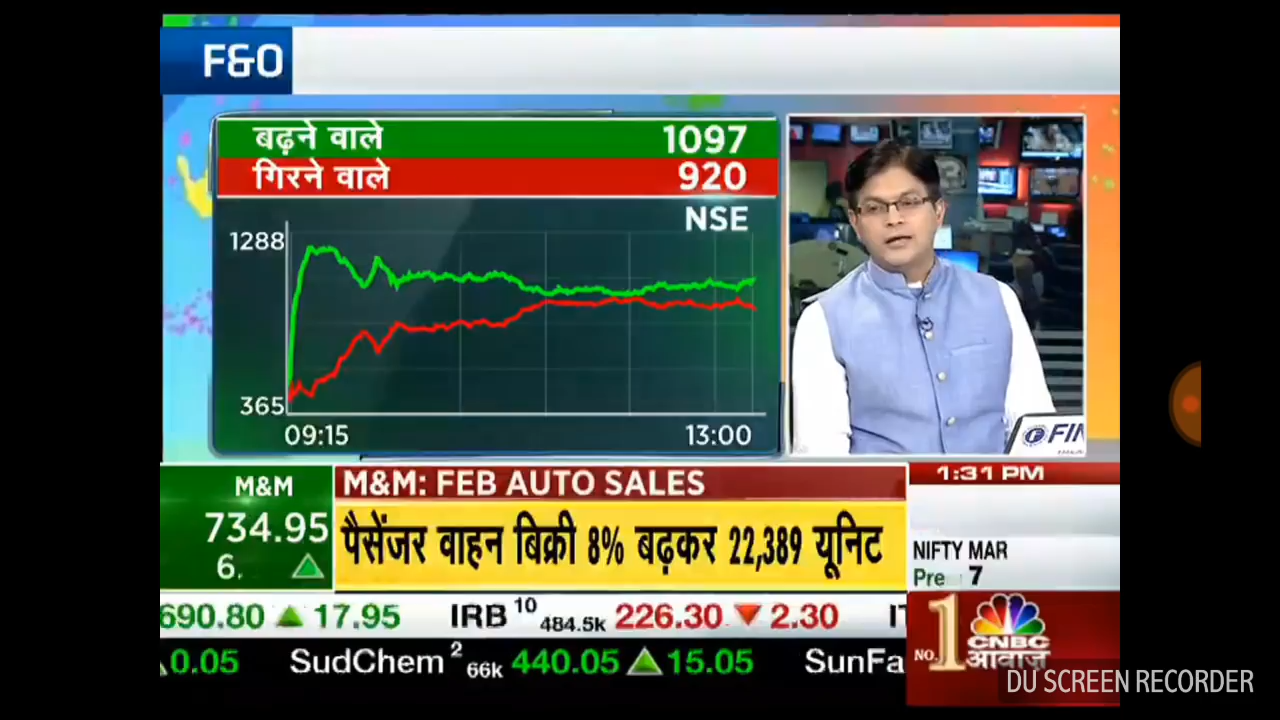 F&O
बढ़ने वाले 1097
गिरने वाले 920
NSE
1288
365
09:15 13:00
FIN
M&M
734.95
6.
M&M: FEB AUTO SALES
पैसेंजर वाहन बिक्री 8% बढ़कर 22,389 यूनिट
1:31 PM
NIFTY MAR
Pre 7
690.80 ▲ 17.95 IRB 10 484.5k 226.30 ▼ 2.30
0.05 SudChem 2 66k 440.05 ▲ 15.05 SunFa
NO. 1 CNBC
आवाज़
DU SCREEN RECORDER